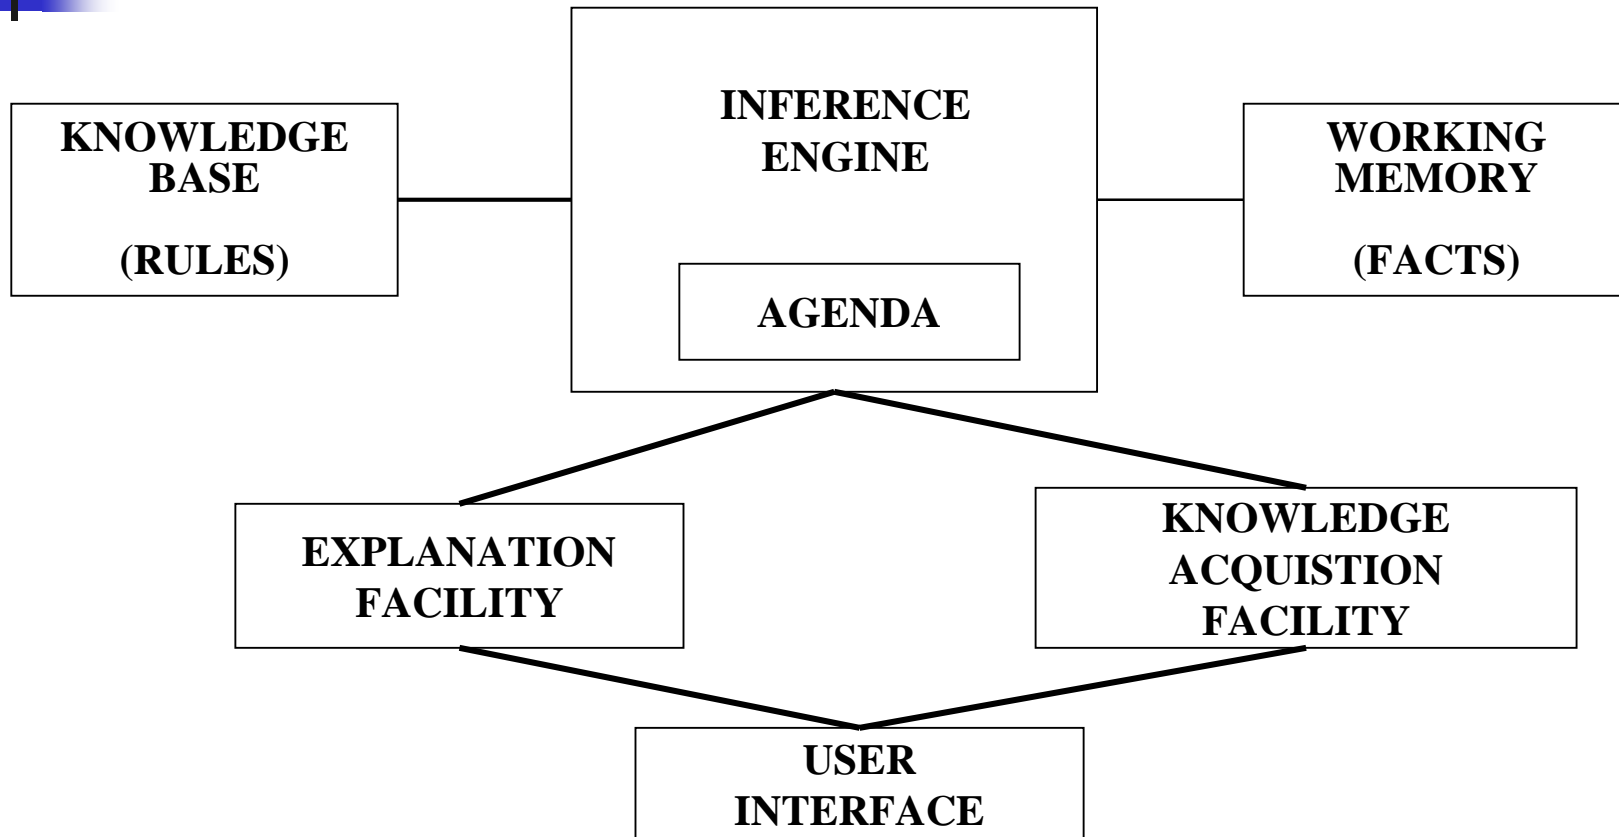 KNOWLEDGE
BASE
(RULES)
INFERENCE
ENGINE
AGENDA
WORKING
MEMORY
(FACTS)
EXPLANATION
FACILITY
KNOWLEDGE
ACQUISTION
FACILITY
USER
INTERFACE